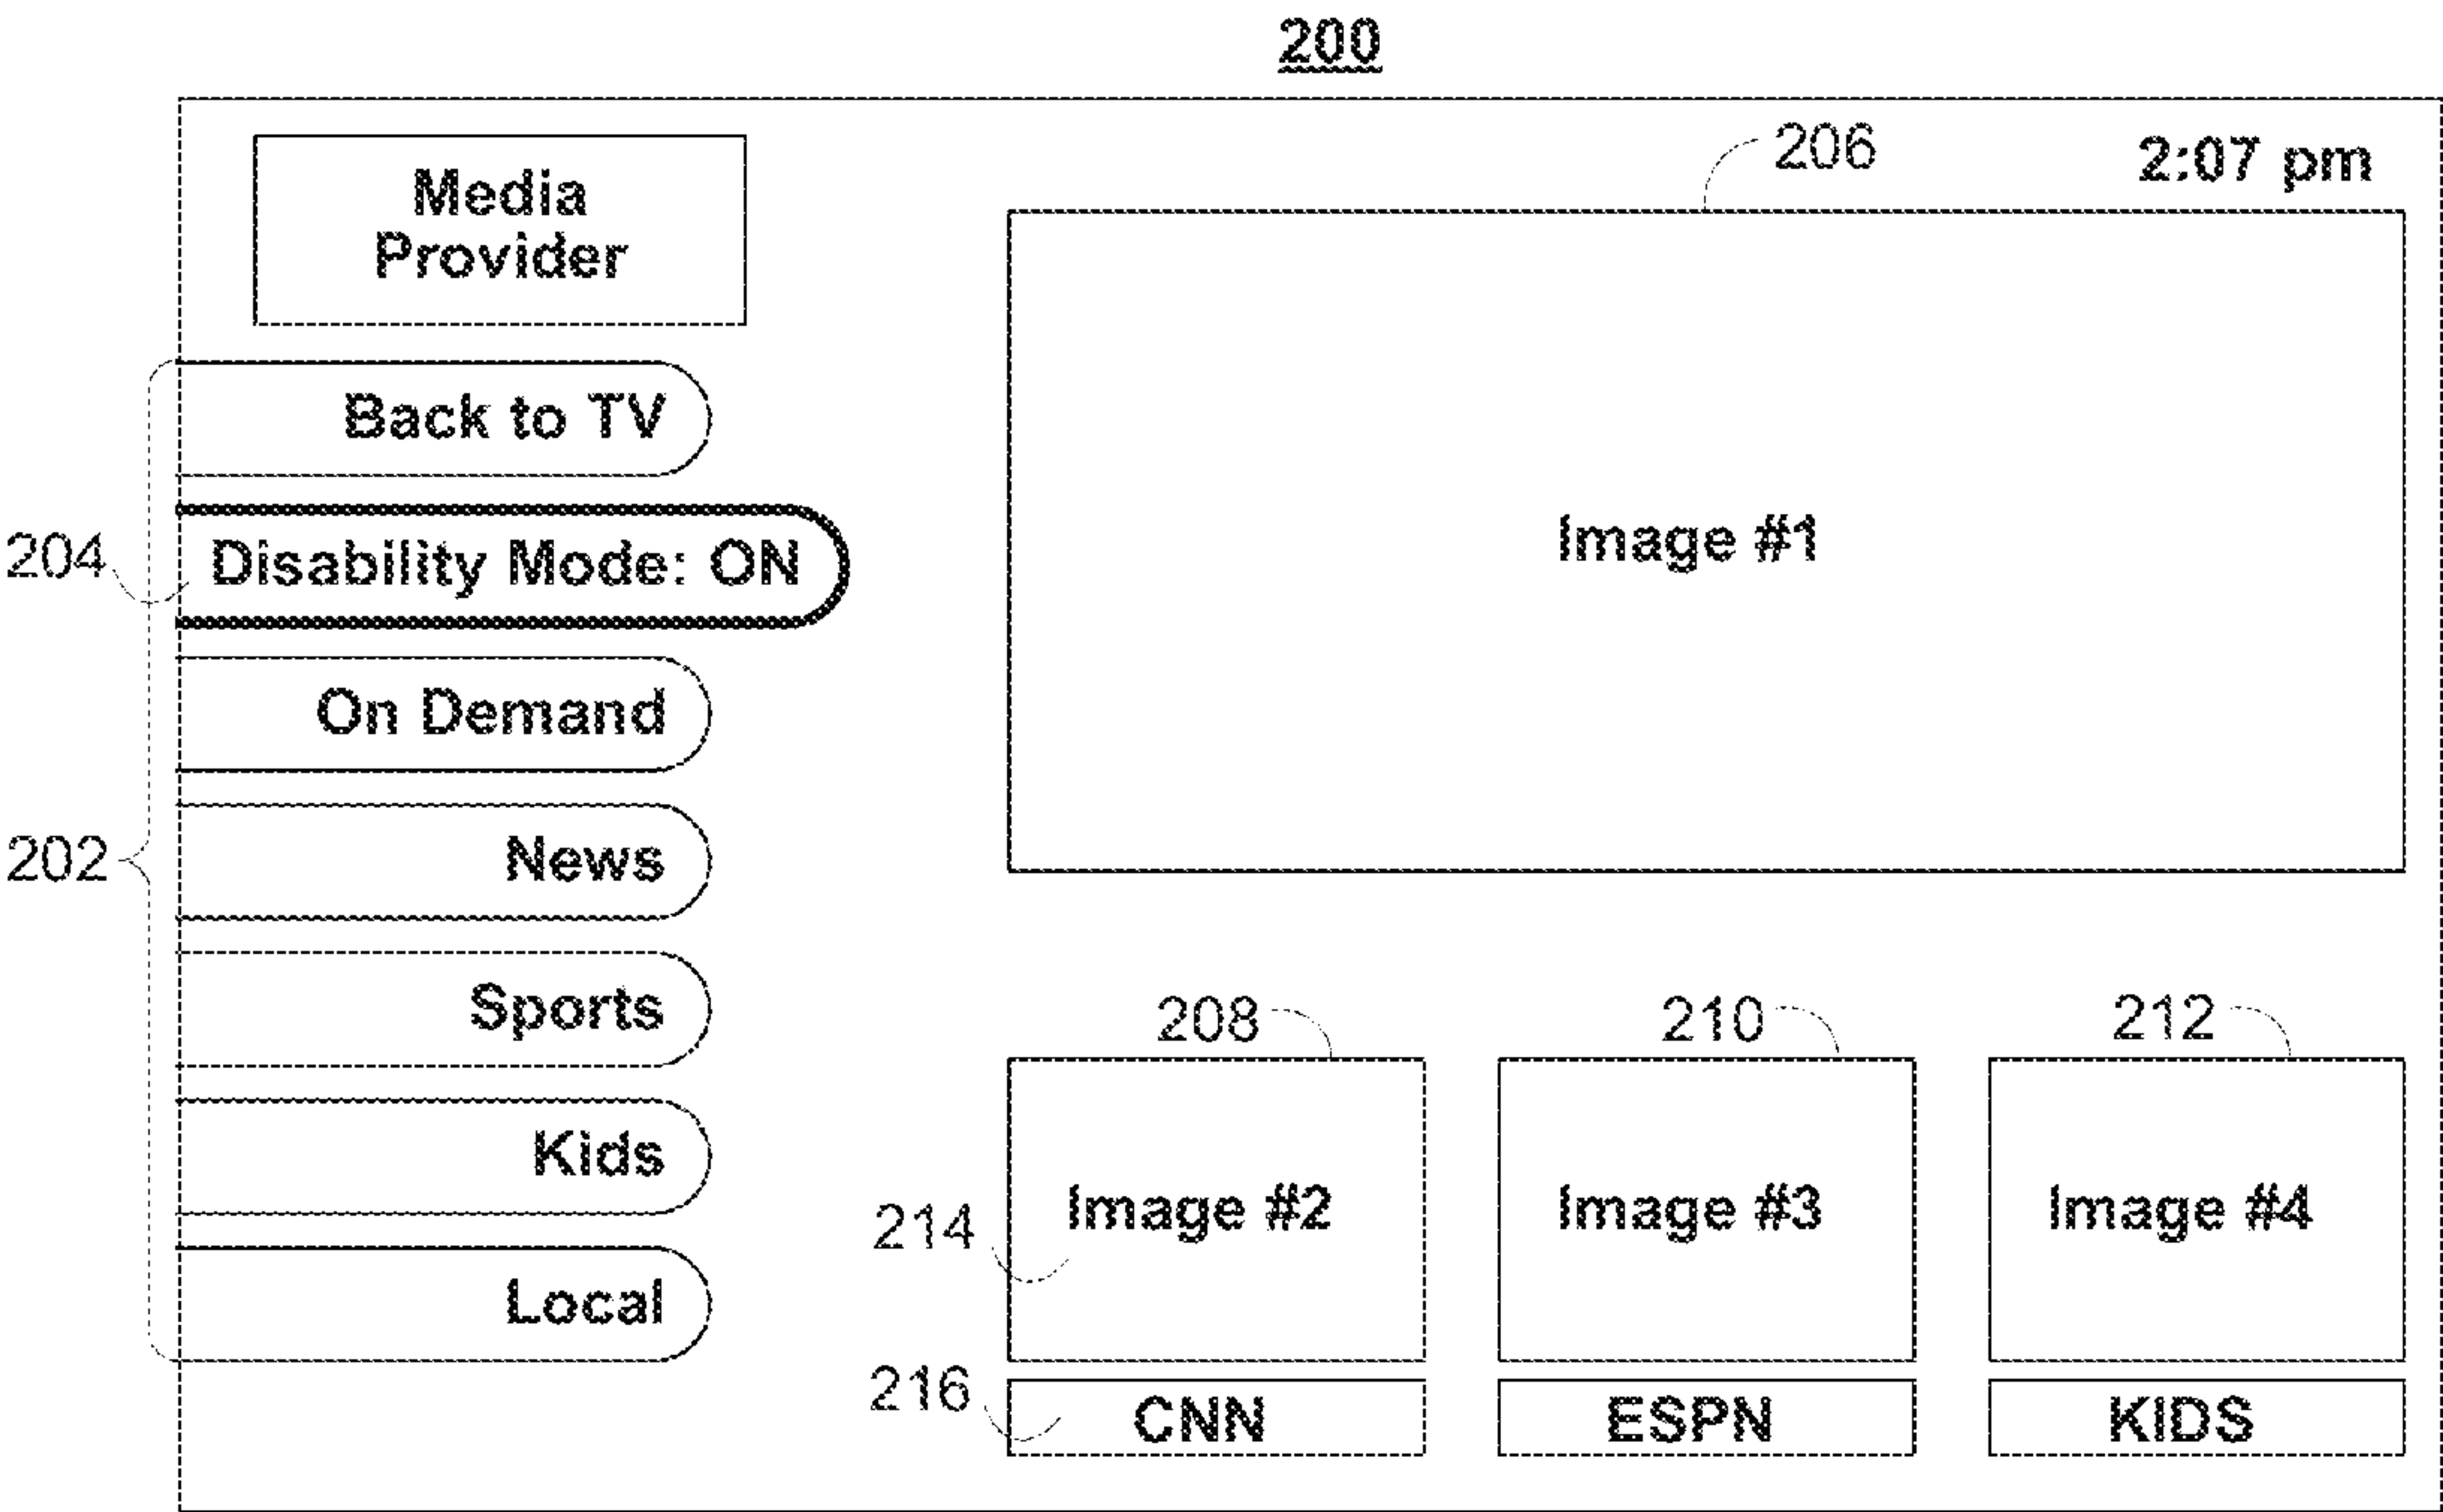 200
206
2:07 pm
Media
Provider
Image #1
Back to TV
204
Disability Mode: ON
On Demand
202
News
Sports
Kids
Local
208
210
212
214
Image #2
Image #3
Image #4
216
CNN
ESPN
KIDS